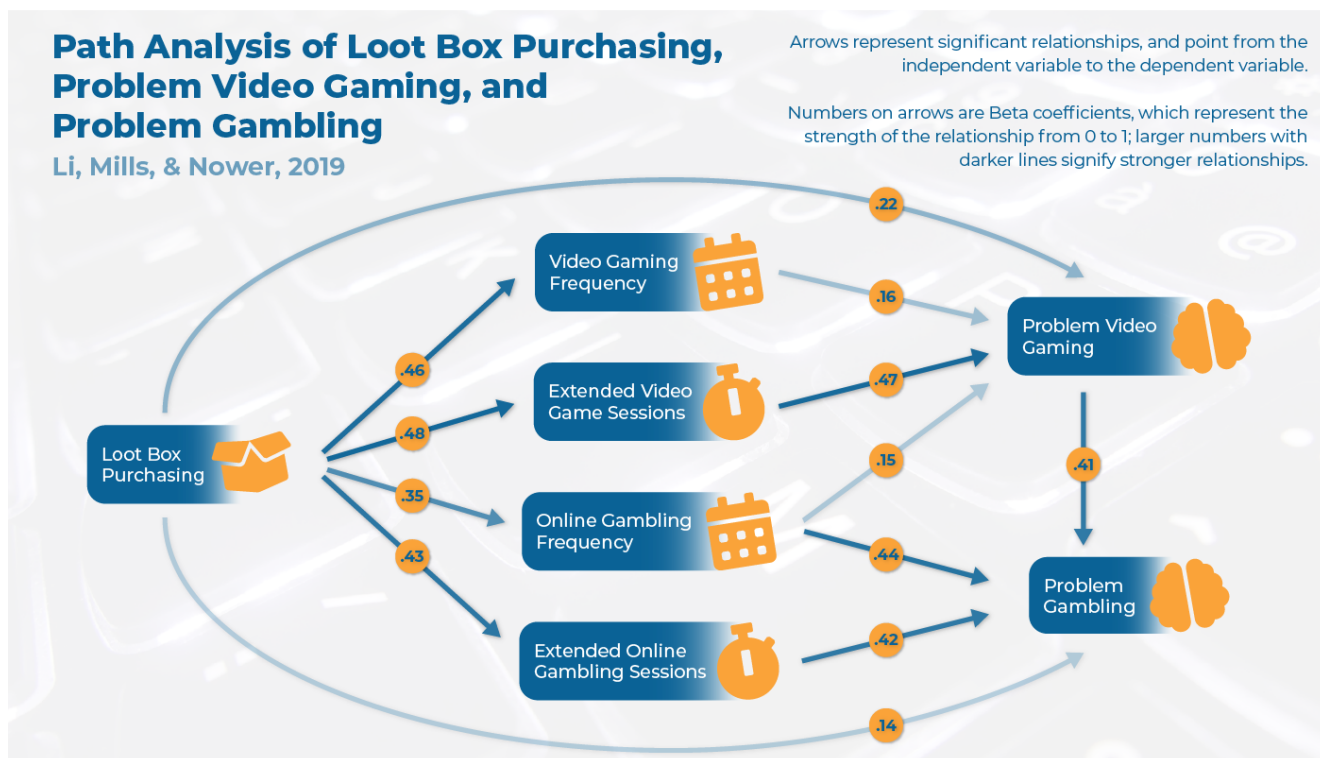 Path Analysis of Loot Box Purchasing,
Problem Video Gaming, and
Problem Gambling
Li, Mills, & Nower, 2019
Arrows represent significant relationships, and point from the
independent variable to the dependent variable.
Numbers on arrows are Beta coefficients, which represent the
strength of the relationship from 0 to 1; larger numbers with
darker lines signify stronger relationships.
.22
Video Gaming
Frequency
.16
Problem Video
Gaming
.46
Extended Video
Game Sessions
.47
.48
Loot Box
Purchasing
.15
.41
.35
Online Gambling
Frequency
.44
.43
Problem
Gambling
Extended Online
Gambling Sessions
.42
.14